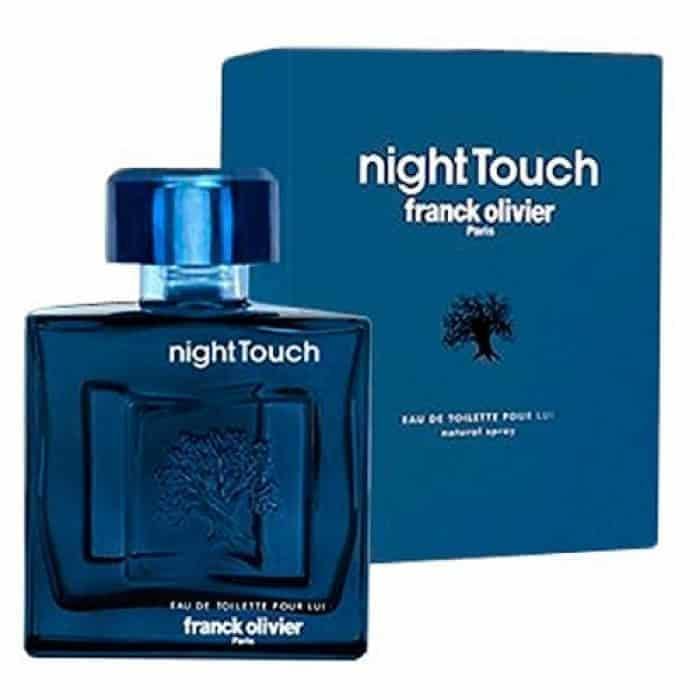 nightTouch
franck olivier
Paris
EAU DE TOILETTE POUR LUI
natural spray
nightTouch
EAU DE TOILETTE POUR LUI
franck olivier
Paris